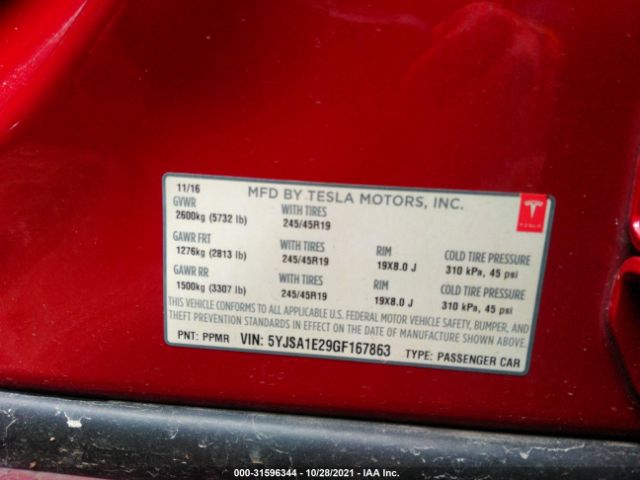 11/16
MFD BY TESLA MOTORS, INC.
GVWR WITH TIRES
2600kg (5732 lb) 245/45R19
TESLA
GAWR FRT WITH TIRES RIM COLD TIRE PRESSURE
1276kg (2813 lb) 245/45R19 19X8.0 J 310 kPa, 45 psi
GAWR RR WITH TIRES RIM COLD TIRE PRESSURE
1500kg (3307 lb) 245/45R19 19X8.0 J 310 kPa, 45 psi
THIS VEHICLE CONFORMS TO ALL APPLICABLE U.S. FEDERAL MOTOR VEHICLE SAFETY, BUMPER, AND
THEFT PREVENTION STANDARDS IN EFFECT ON THE DATE OF MANUFACTURE SHOWN ABOVE.
PNT: PPMR VIN: 5YJSA1E29GF167863 TYPE: PASSENGER CAR
000-31596344 | 10/28/2021 - IAA Inc.